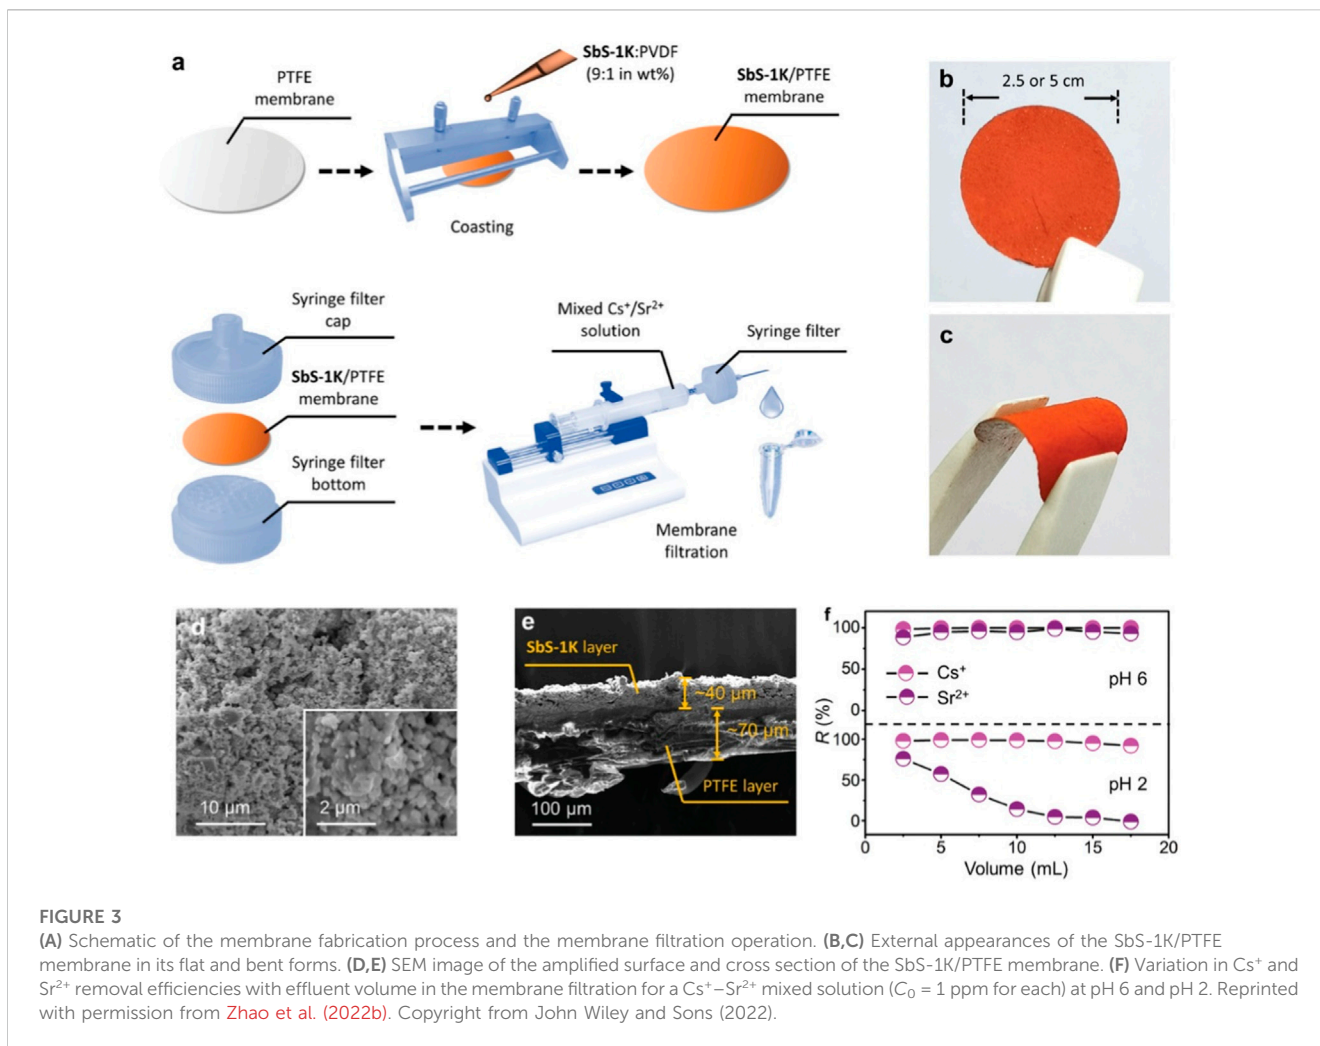 a
PTFE
membrane
SbS-1K:PVDF
(9:1 in wt%)
SbS-1K/PTFE
membrane
Coasting
Syringe filter
cap
SbS-1K/PTFE
membrane
Syringe filter
bottom
Mixed Cs⁺/Sr²⁺
solution
Syringe filter
Membrane
filtration
b
2.5 or 5 cm
c
d
10 μm
2 μm
e
SbS-1K layer
~40 μm
~70 μm
PTFE layer
100 μm
f
R (%)
100
50
0
100
50
0
Cs⁺
Sr²⁺
pH 6
pH 2
0 5 10 15 20
Volume (mL)
FIGURE 3
(A) Schematic of the membrane fabrication process and the membrane filtration operation. (B,C) External appearances of the SbS-1K/PTFE
membrane in its flat and bent forms. (D,E) SEM image of the amplified surface and cross section of the SbS-1K/PTFE membrane. (F) Variation in Cs⁺ and
Sr²⁺ removal efficiencies with effluent volume in the membrane filtration for a Cs⁺–Sr²⁺ mixed solution (C₀ = 1 ppm for each) at pH 6 and pH 2. Reprinted
with permission from Zhao et al. (2022b). Copyright from John Wiley and Sons (2022).